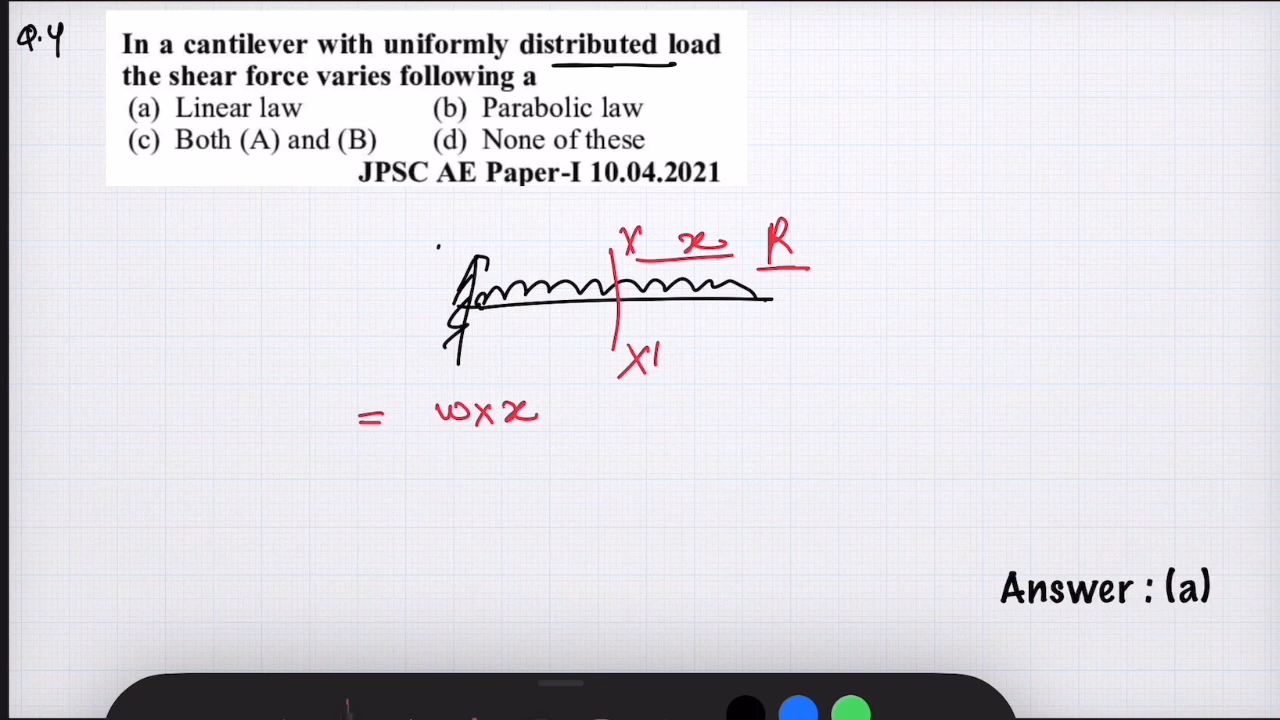 Q.4
In a cantilever with uniformly distributed load
the shear force varies following a
(a) Linear law (b) Parabolic law
(c) Both (A) and (B) (d) None of these
JPSC AE Paper-I 10.04.2021
X x R
X'
= w×x
Answer : (a)